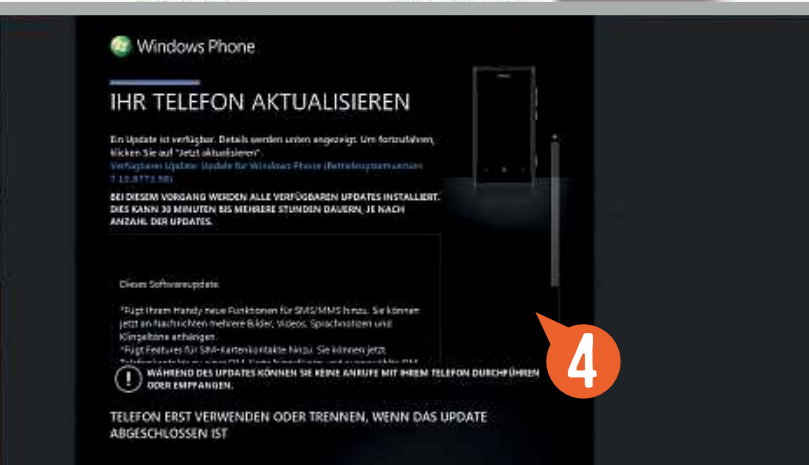 Windows Phone
IHR TELEFON AKTUALISIEREN
Ein Update ist verfügbar. Details werden unten angezeigt. Um fortzufahren,
klicken Sie auf "Jetzt aktualisieren".
Verfügbares Update: Update für Windows Phone (Betriebssystemversion
7.10.8773.98)
BEI DIESEM VORGANG WERDEN ALLE VERFÜGBAREN UPDATES INSTALLIERT.
DIES KANN 30 MINUTEN BIS MEHRERE STUNDEN DAUERN, JE NACH
ANZAHL DER UPDATES.
Dieses Softwareupdate:
*Fügt Ihrem Handy neue Funktionen für SMS/MMS hinzu. Sie können
jetzt an Nachrichten mehrere Bilder, Videos, Sprachnotizen und
Klingeltöne anhängen.
*Fügt Features für SIM-Kartenkontakte hinzu. Sie können jetzt
WÄHREND DES UPDATES KÖNNEN SIE KEINE ANRUFE MIT IHREM TELEFON DURCHFÜHREN
ODER EMPFANGEN.
4
TELEFON ERST VERWENDEN ODER TRENNEN, WENN DAS UPDATE
ABGESCHLOSSEN IST